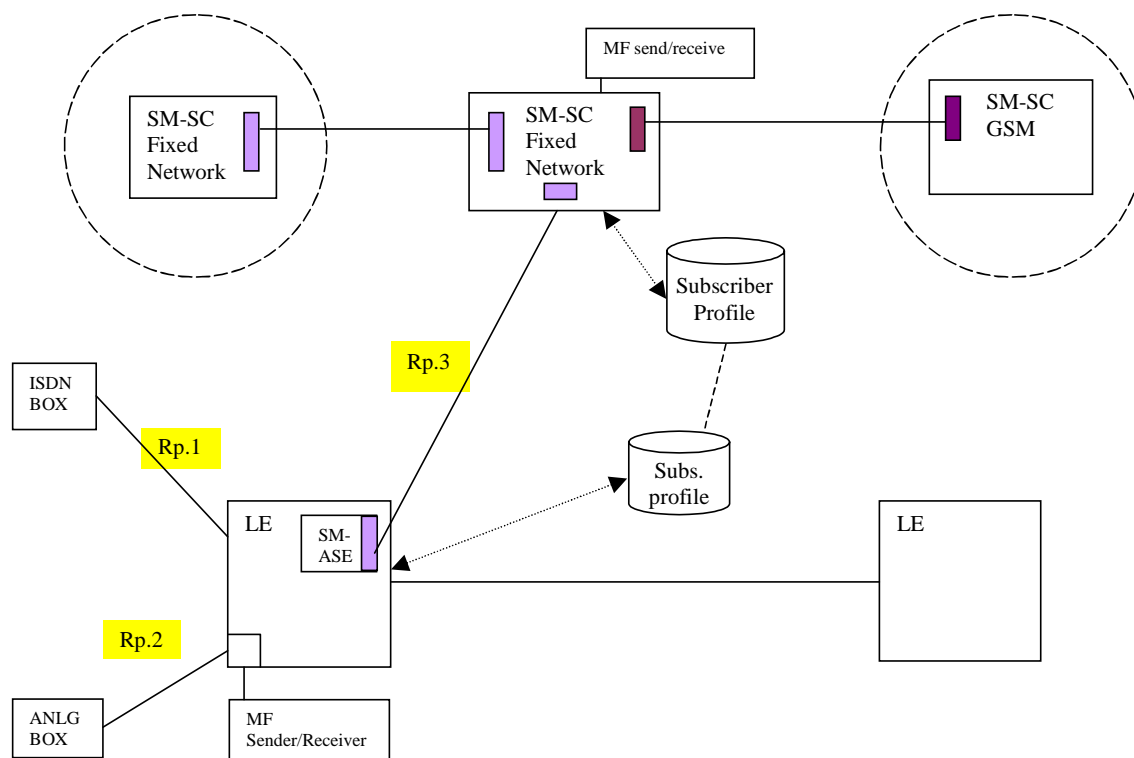 MF send/receive
SM-SC
Fixed
Network
SM-SC
Fixed
Network
SM-SC
GSM
Subscriber
Profile
Rp.3
ISDN
BOX
Rp.1
Subs.
profile
LE
SM-
ASE
LE
Rp.2
ANLG
BOX
MF
Sender/Receiver